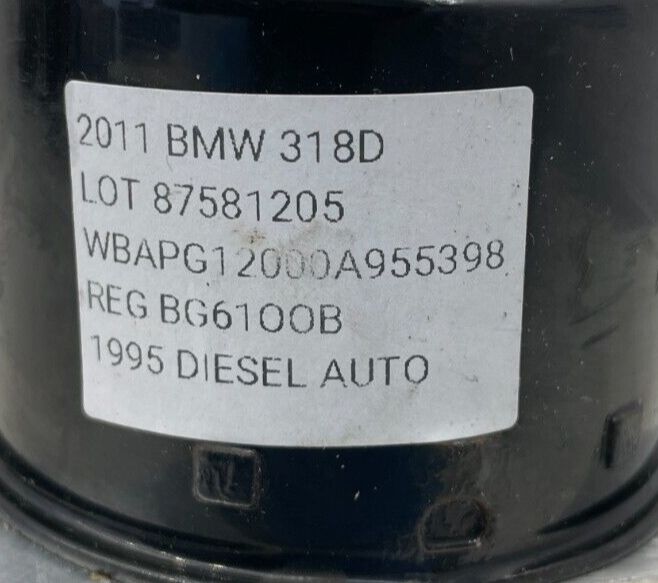 2011 BMW 318D
LOT 87581205
WBAPG12000A955398
REG BG61OOB
1995 DIESEL AUTO